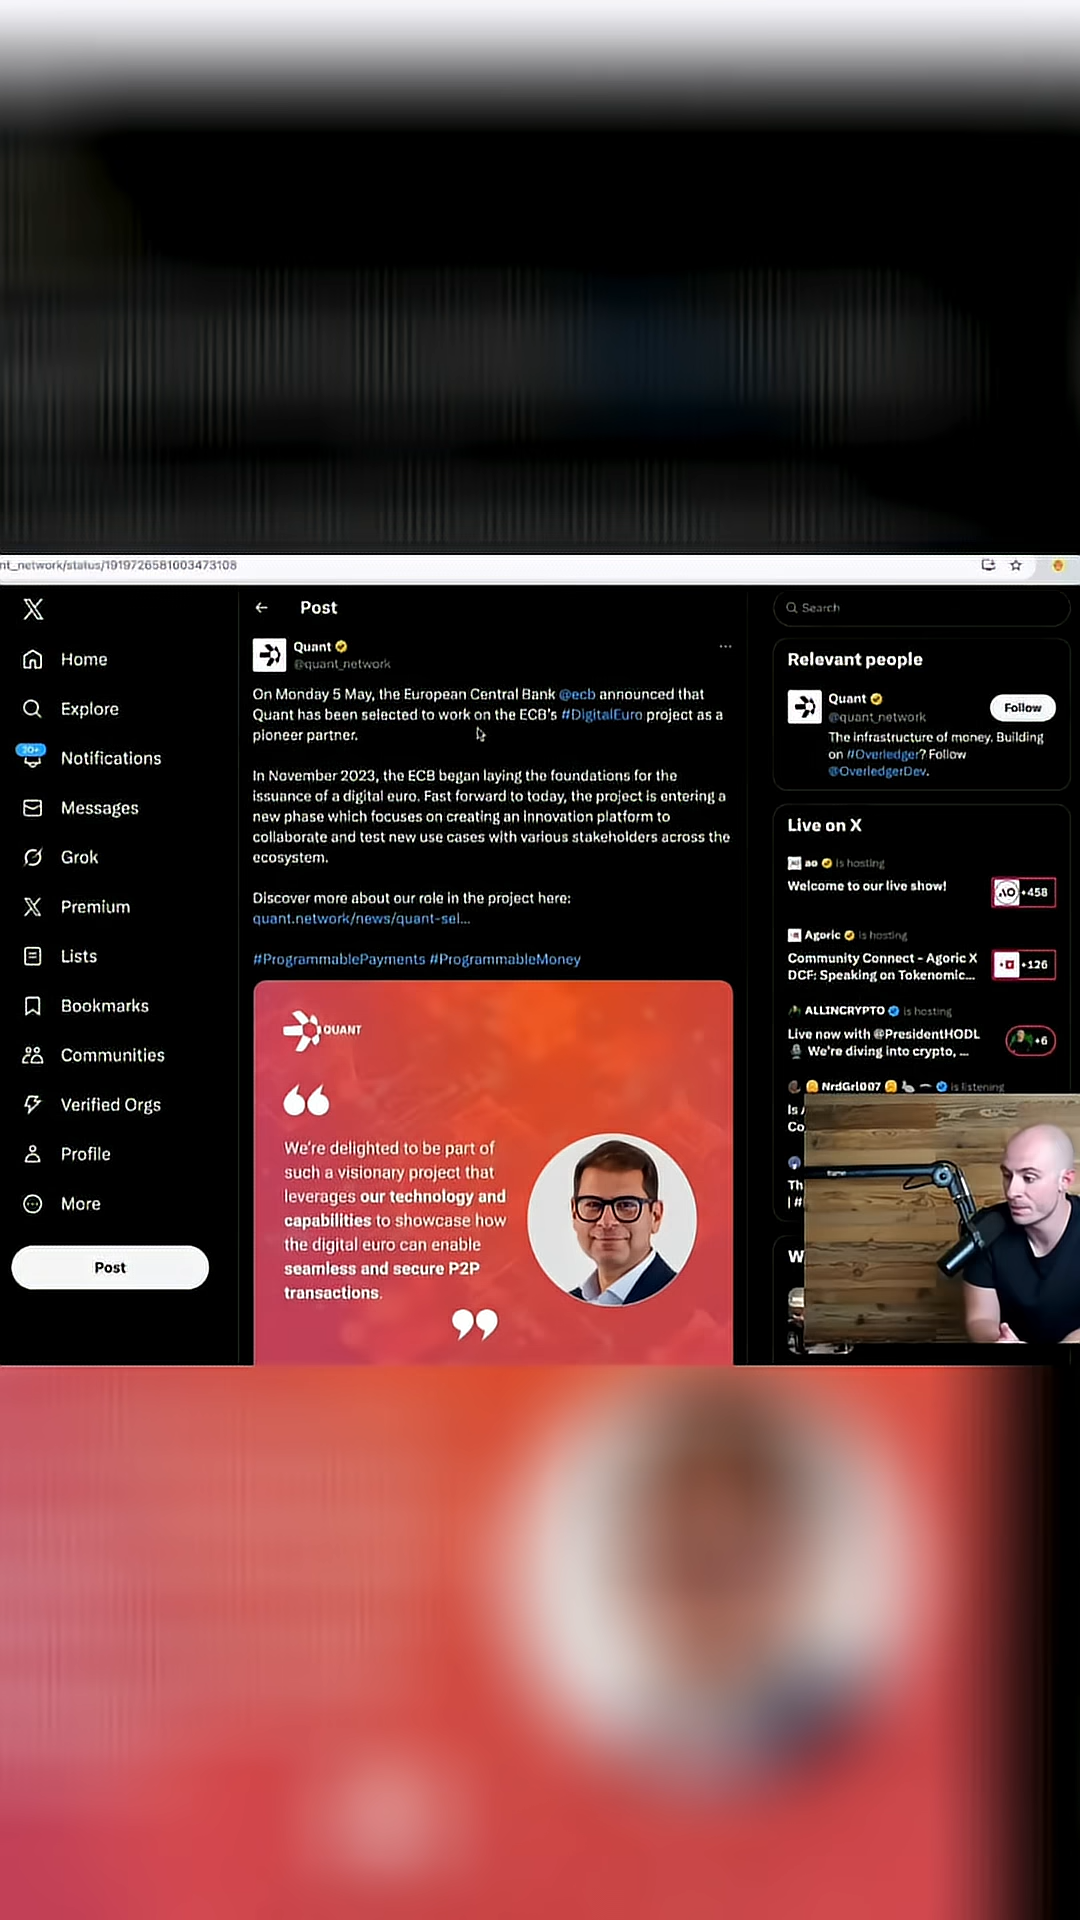 nt_network/status/1919726581003473108
Home
Explore
20+
Notifications
Messages
Grok
Premium
Lists
Bookmarks
Communities
Verified Orgs
Profile
More
Post
Post
Quant
@quant_network
On Monday 5 May, the European Central Bank @ecb announced that
Quant has been selected to work on the ECB's #DigitalEuro project as a
pioneer partner.
In November 2023, the ECB began laying the foundations for the
issuance of a digital euro. Fast forward to today, the project is entering a
new phase which focuses on creating an innovation platform to
collaborate and test new use cases with various stakeholders across the
ecosystem.
Discover more about our role in the project here:
quant.network/news/quant-sel...
#ProgrammablePayments #ProgrammableMoney
QUANT
“
We're delighted to be part of
such a visionary project that
leverages our technology and
capabilities to showcase how
the digital euro can enable
seamless and secure P2P
transactions.
”
Search
Relevant people
Quant
@quant_network
Follow
The infrastructure of money. Building
on #Overledger? Follow
@OverledgerDev.
Live on X
ao is hosting
Welcome to our live show!
+458
Agoric is hosting
Community Connect - Agoric X
DCF: Speaking on Tokenomic...
+126
ALLINCRYPTO is hosting
Live now with @PresidentHODL
We're diving into crypto, ...
+6
NrdGrl007 is listening
Is
Co
Th
| #
W